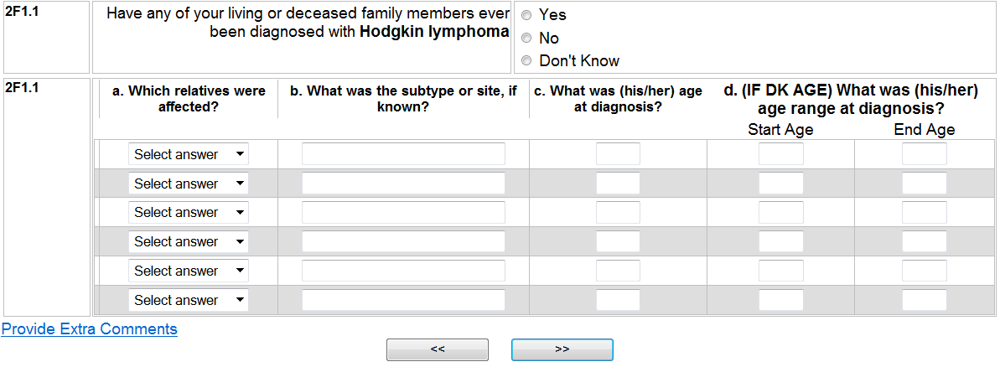 2F1.1
Have any of your living or deceased family members ever
been diagnosed with Hodgkin lymphoma
Yes
No
Don't Know
2F1.1
a. Which relatives were
affected?
b. What was the subtype or site, if
known?
c. What was (his/her) age
at diagnosis?
d. (IF DK AGE) What was (his/her)
age range at diagnosis?
Start Age
End Age
Select answer
Select answer
Select answer
Select answer
Select answer
Select answer
Provide Extra Comments
<<
>>